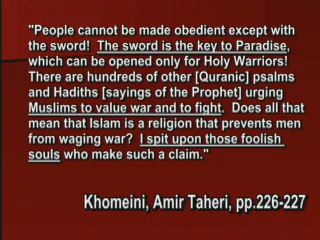 "People cannot be made obedient except with
the sword!  The sword is the key to Paradise,
which can be opened only for Holy Warriors!
There are hundreds of other [Quranic] psalms
and Hadiths [sayings of the Prophet] urging
Muslims to value war and to fight.  Does all that
mean that Islam is a religion that prevents men
from waging war?  I spit upon those foolish
souls who make such a claim."
Khomeini, Amir Taheri, pp.226-227